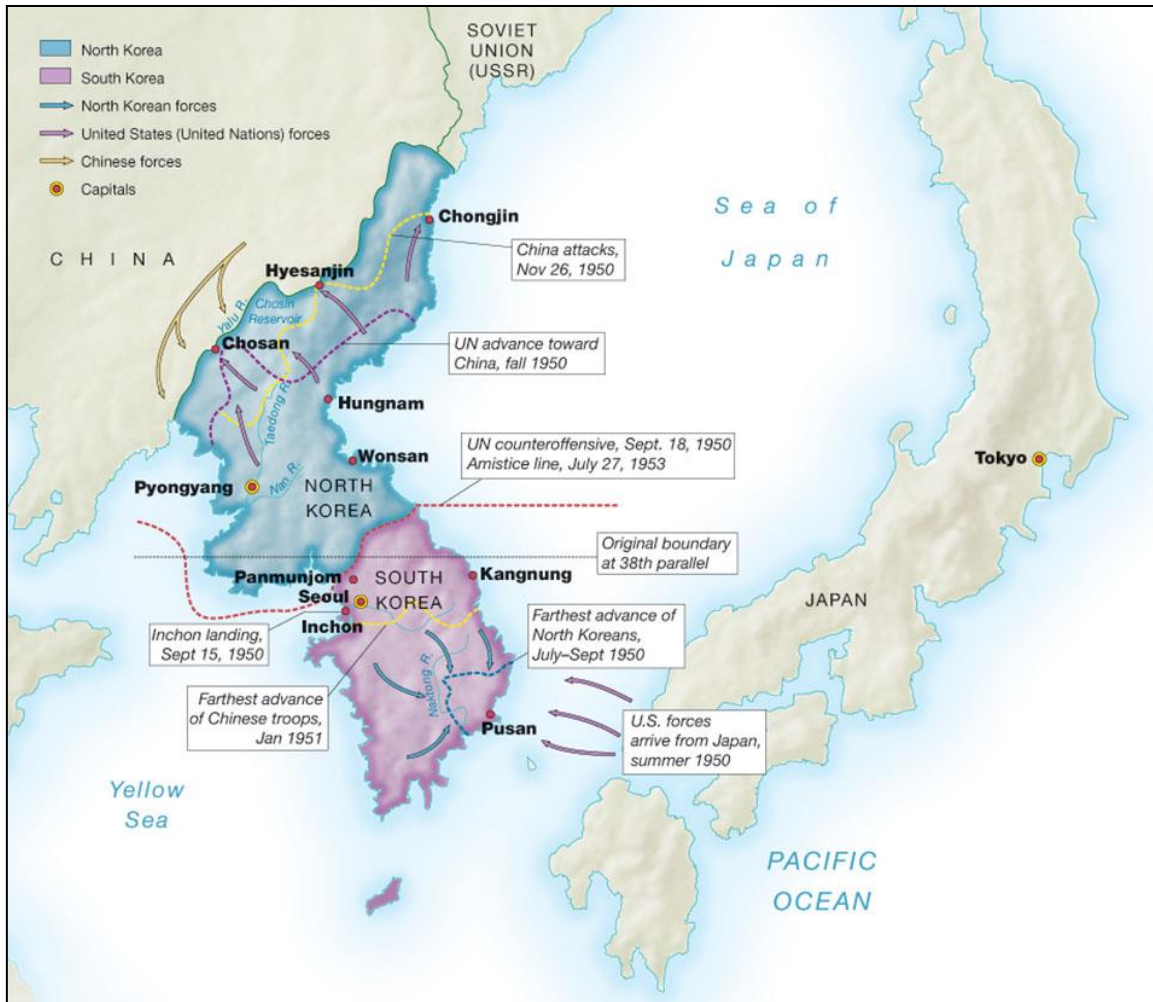 North Korea
South Korea
North Korean forces
United States (United Nations) forces
Chinese forces
Capitals
SOVIET
UNION
(USSR)
CHINA
Chongjin
China attacks,
Nov 26, 1950
Sea of
Japan
Hyesanjin
Yalu R.
Chosin
Reservoir
Chosan
UN advance toward
China, fall 1950
Taedong R.
Hungnam
UN counteroffensive, Sept. 18, 1950
Amistice line, July 27, 1953
Wonsan
Tokyo
Pyongyang
Nan R.
NORTH
KOREA
Original boundary
at 38th parallel
Panmunjom
SOUTH
KOREA
Kangnung
Seøul
JAPAN
Inchon
Inchon landing,
Sept 15, 1950
Farthest advance of
North Koreans,
July–Sept 1950
Naktong R.
Farthest advance
of Chinese troops,
Jan 1951
Pusan
U.S. forces
arrive from Japan,
summer 1950
Yellow
Sea
PACIFIC
OCEAN